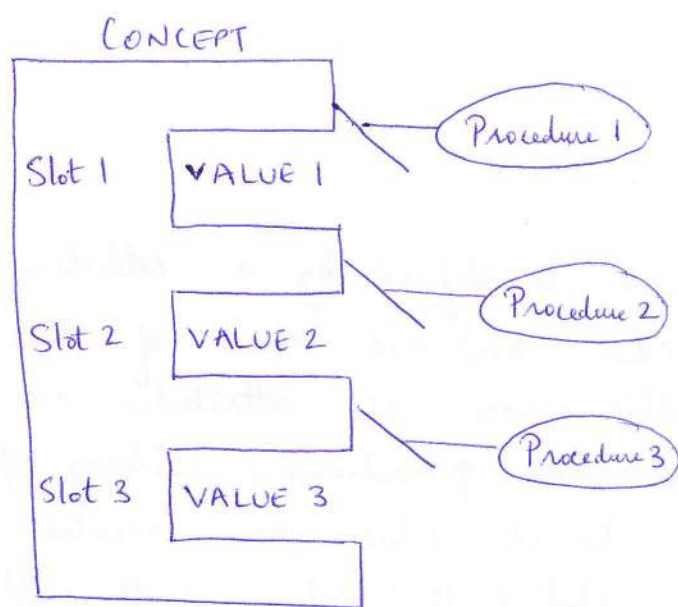 CONCEPT
Procedure 1
Slot 1 VALUE 1
Procedure 2
Slot 2 VALUE 2
Procedure 3
Slot 3 VALUE 3